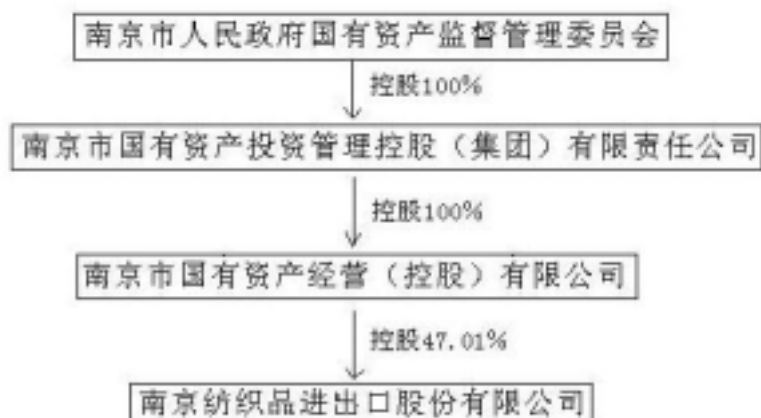 南京市人民政府国有资产监督管理委员会
控股100%
南京市国有资产投资管理控股（集团）有限责任公司
控股100%
南京市国有资产经营（控股）有限公司
控股47.01%
南京纺织品进出口股份有限公司